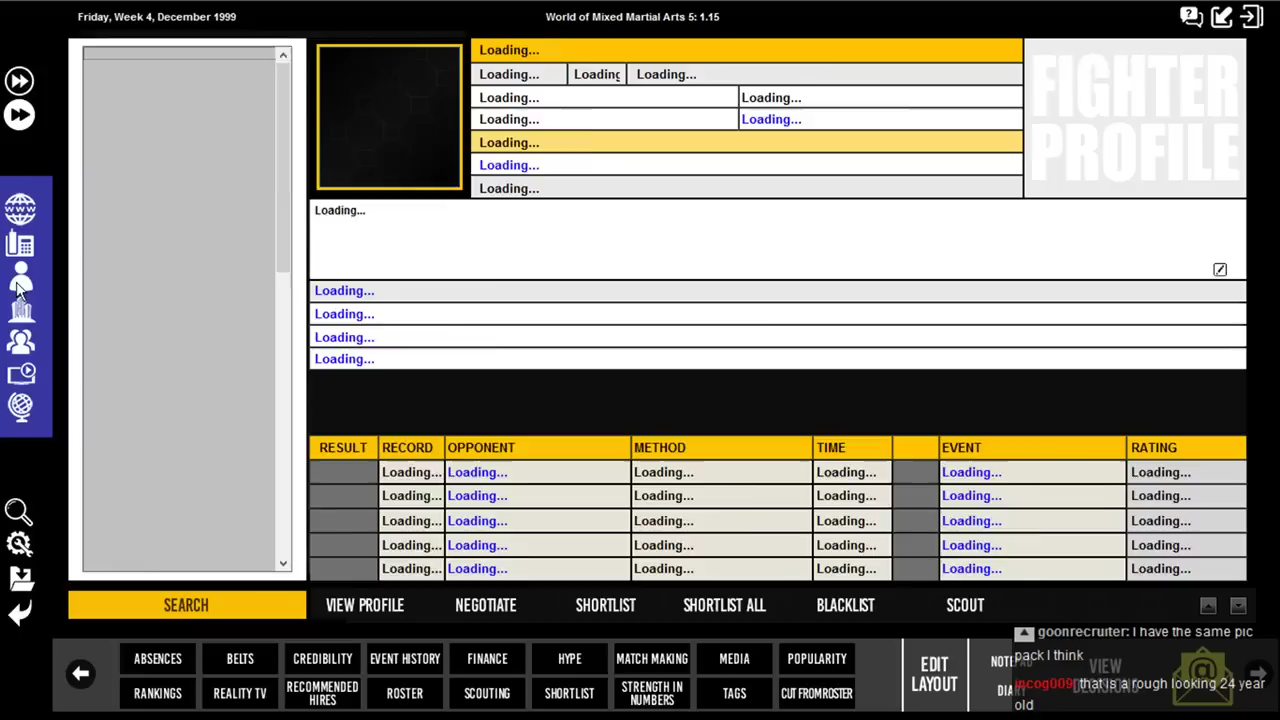 Friday, Week 4, December 1999
World of Mixed Martial Arts 5: 1.15
Loading...
FIGHTER
PROFILE
Loading... Loading Loading...
Loading... Loading...
Loading... Loading...
Loading...
Loading...
Loading...
Loading...
Loading...
Loading...
Loading...
Loading...
RESULT RECORD OPPONENT METHOD TIME EVENT RATING
Loading... Loading... Loading... Loading... Loading... Loading...
Loading... Loading... Loading... Loading... Loading... Loading...
Loading... Loading... Loading... Loading... Loading... Loading...
Loading... Loading... Loading... Loading... Loading... Loading...
Loading... Loading... Loading... Loading... Loading... Loading...
SEARCH VIEW PROFILE NEGOTIATE SHORTLIST SHORTLIST ALL BLACKLIST SCOUT
ABSENCES BELTS CREDIBILITY EVENT HISTORY FINANCE HYPE MATCH MAKING MEDIA POPULARITY
RANKINGS REALITY TV RECOMMENDED HIRES ROSTER SCOUTING SHORTLIST STRENGTH IN NUMBERS TAGS CUT FROM ROSTER
EDIT
LAYOUT
VIEW
goonrecruiter: I have the same pic
pack I think
that is a rough looking 24 year
old